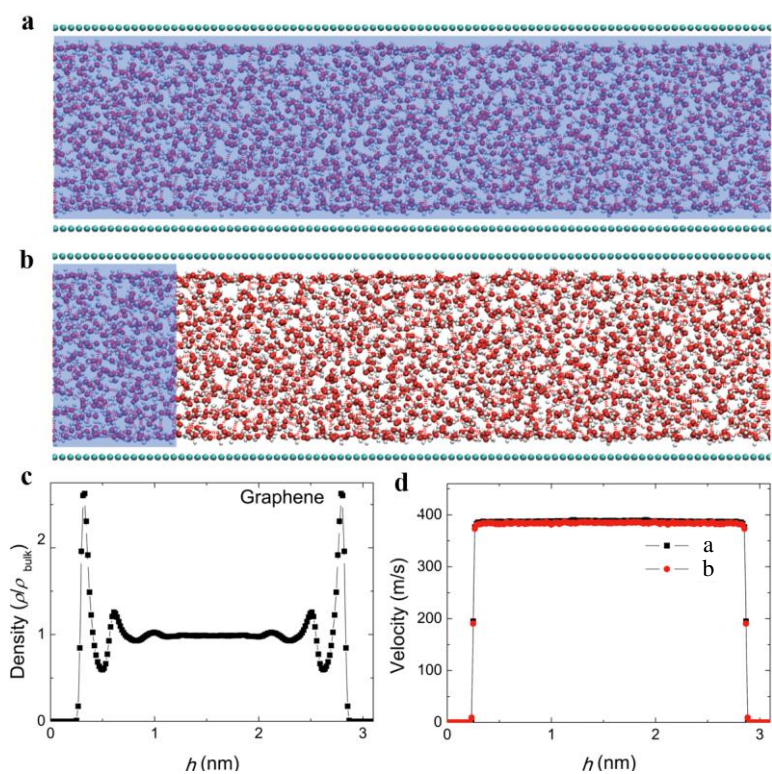 a
b
c
Graphene
Density (ρ/ρ bulk)
2
1
0
0
1
2
3
h (nm)
d
a
b
Velocity (m/s)
400
300
200
100
0
0
1
2
3
h (nm)